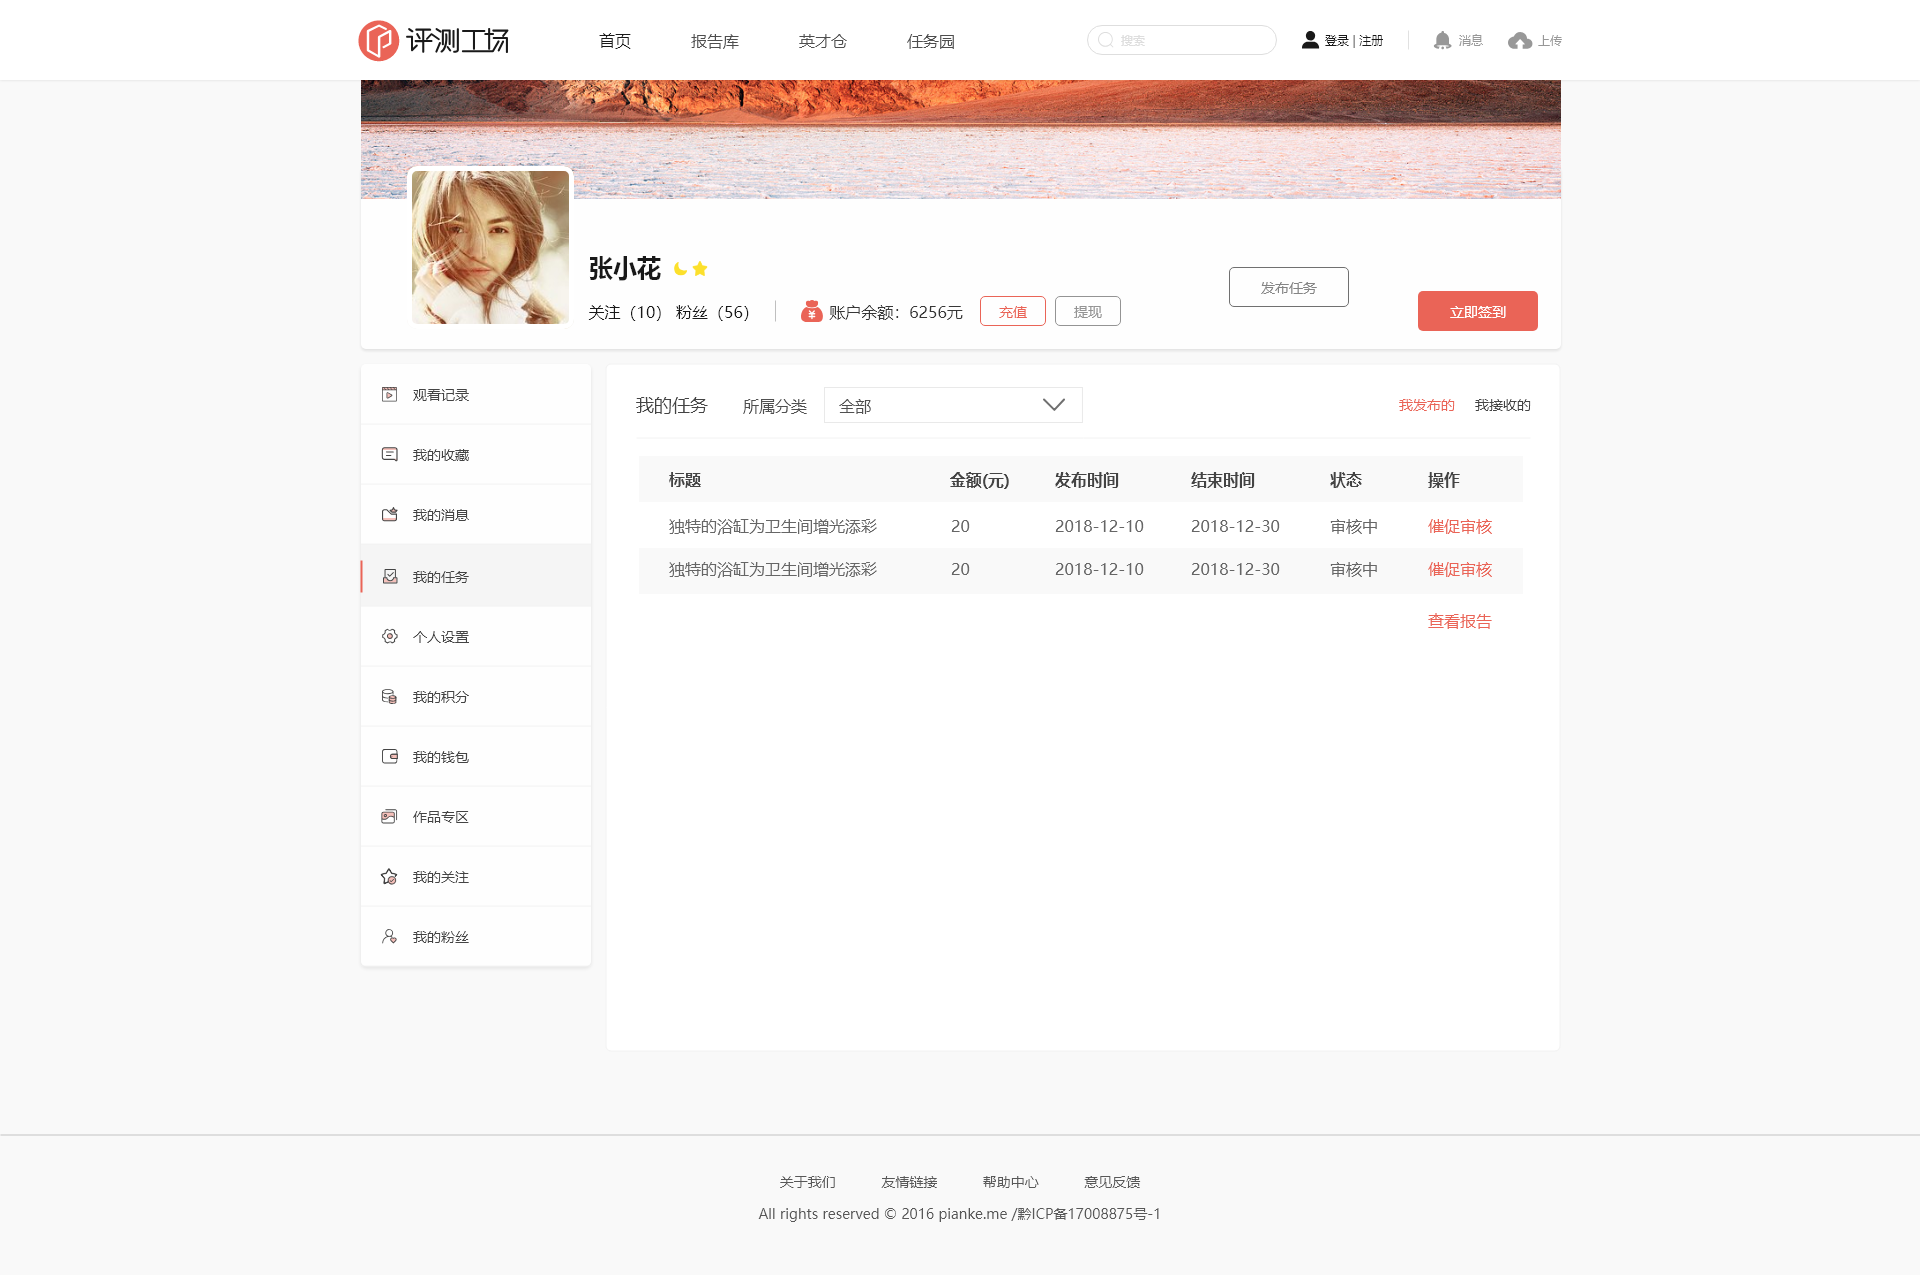 评测工场 首页 报告库 英才仓 任务园 搜索 登录 | 注册 消息 上传
张小花
发布任务
关注（10） 粉丝（56） 账户余额：6256元 充值 提现 立即签到
观看记录
我的收藏
我的消息
我的任务
个人设置
我的积分
我的钱包
作品专区
我的关注
我的粉丝
我的任务 所属分类 全部 我发布的 我接收的
标题 金额(元) 发布时间 结束时间 状态 操作
独特的浴缸为卫生间增光添彩 20 2018-12-10 2018-12-30 审核中 催促审核
独特的浴缸为卫生间增光添彩 20 2018-12-10 2018-12-30 审核中 催促审核
查看报告
关于我们 友情链接 帮助中心 意见反馈
All rights reserved © 2016 pianke.me /黔ICP备17008875号-1